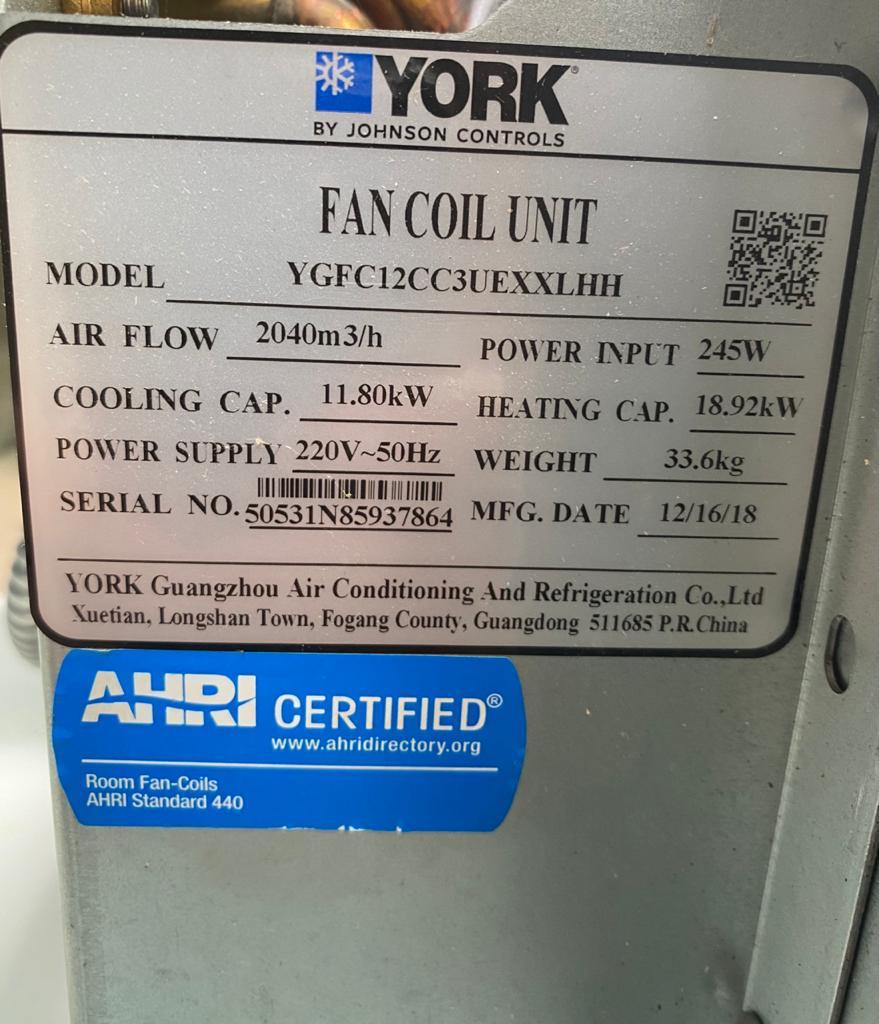 YORK®
BY JOHNSON CONTROLS
FAN COIL UNIT
MODEL YGFC12CC3UEXXLHH
AIR FLOW 2040m3/h POWER INPUT 245W
COOLING CAP. 11.80kW HEATING CAP. 18.92kW
POWER SUPPLY 220V~50Hz WEIGHT 33.6kg
SERIAL NO. 50531N85937864 MFG. DATE 12/16/18
YORK Guangzhou Air Conditioning And Refrigeration Co.,Ltd
Xuetian, Longshan Town, Fogang County, Guangdong 511685 P.R.China
AHRI CERTIFIED®
www.ahridirectory.org
Room Fan-Coils
AHRI Standard 440